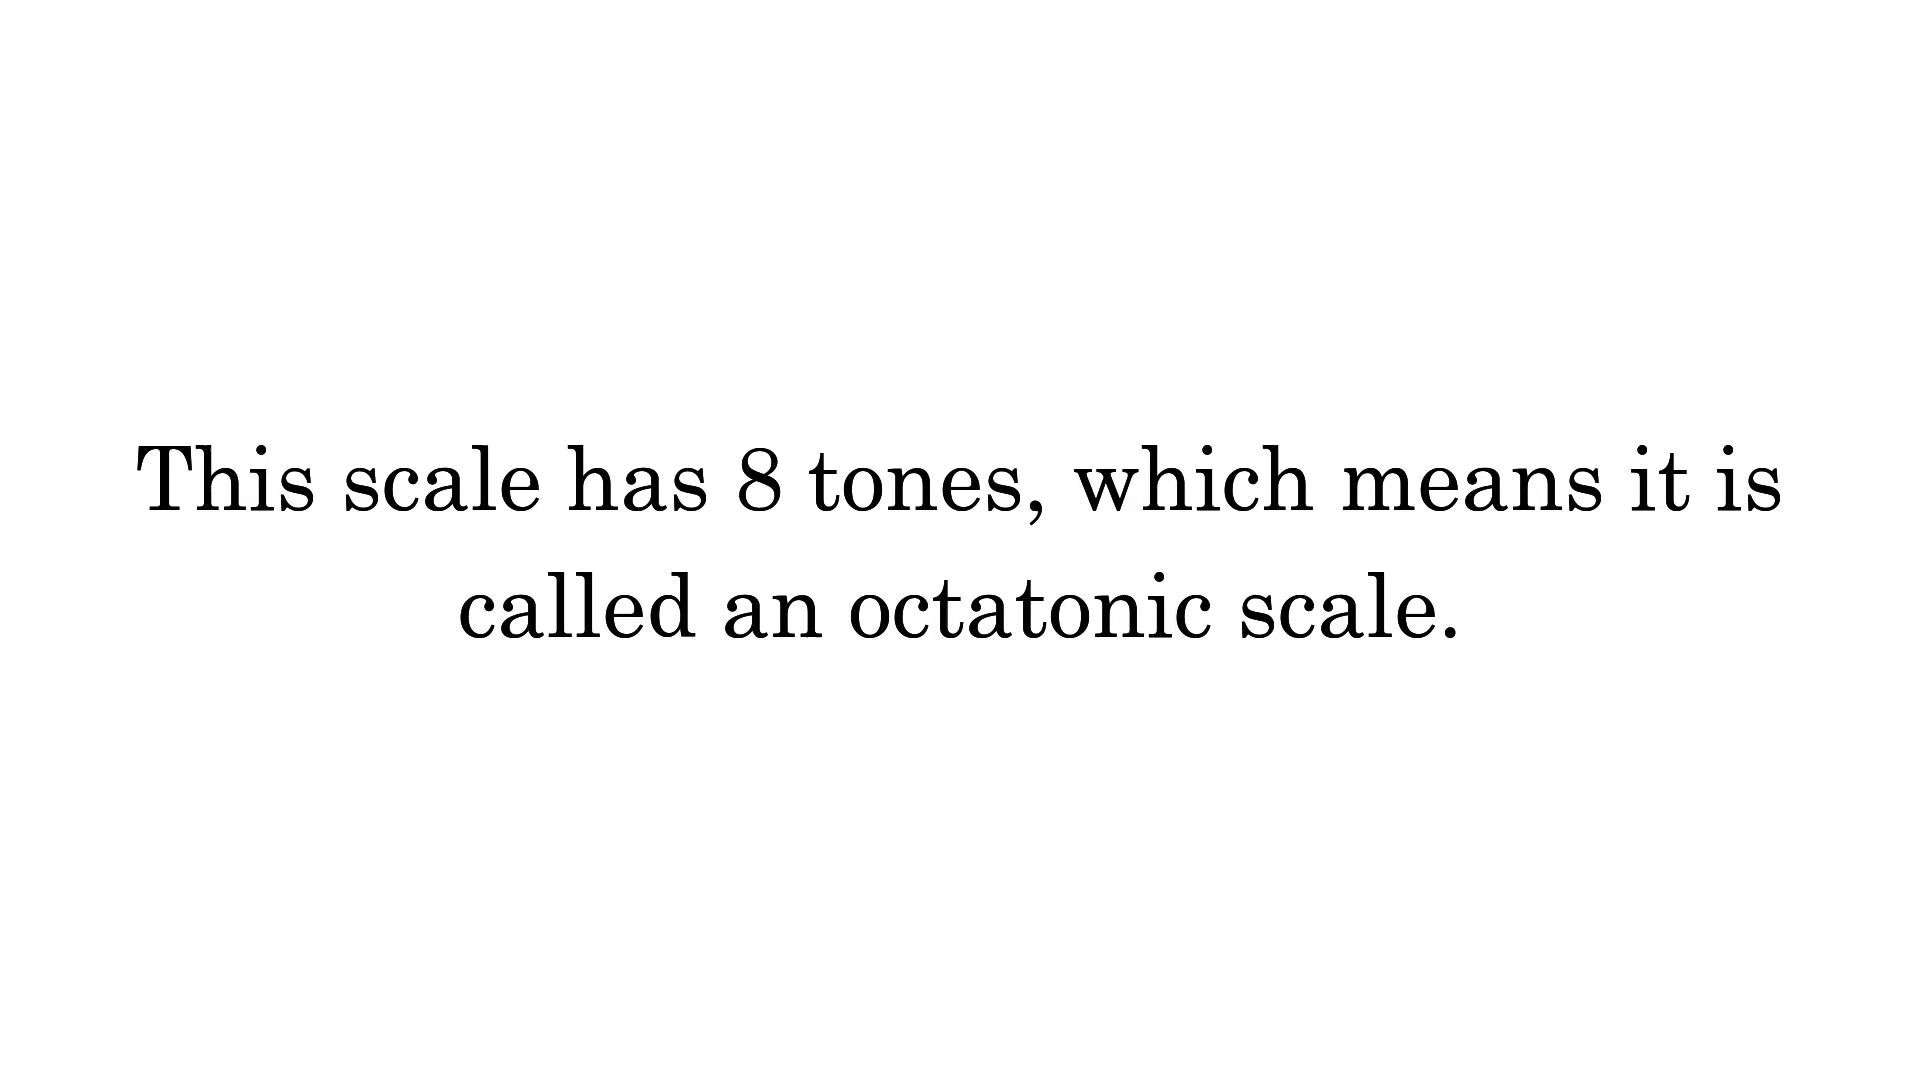 This scale has 8 tones, which means it is
called an octatonic scale.